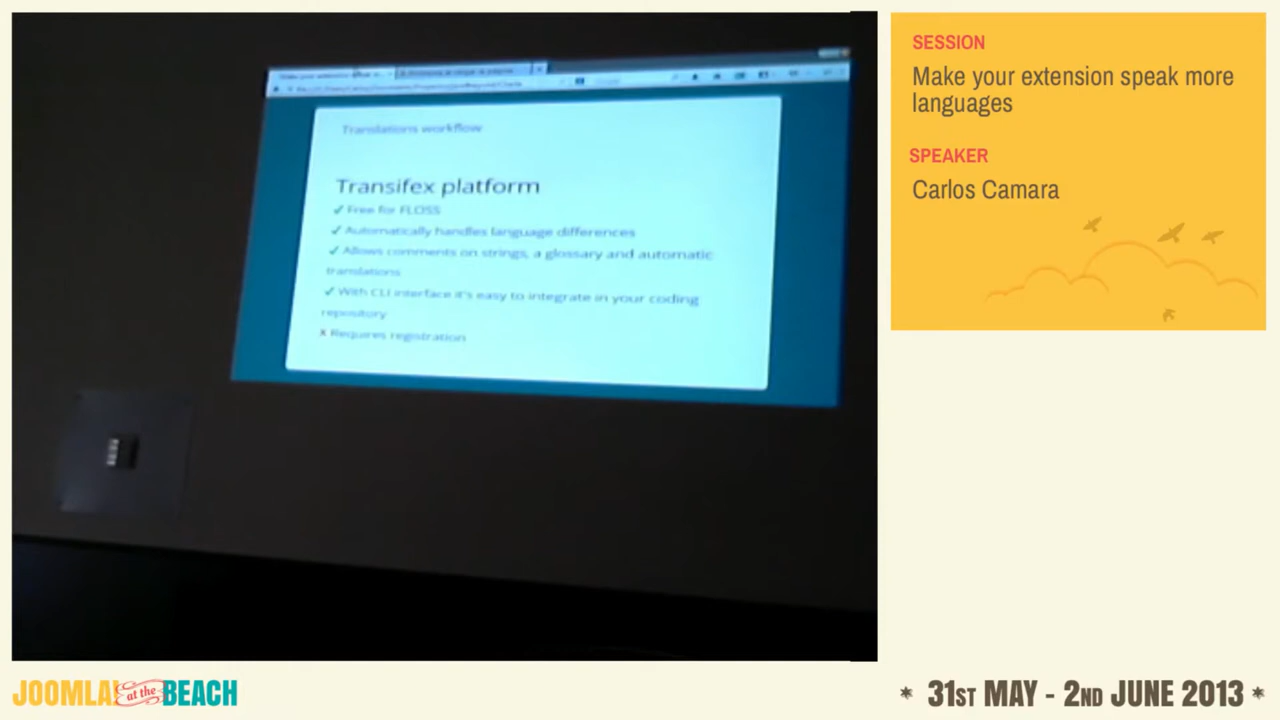 Translations workflow
Transifex platform
✓ Free for FLOSS
✓ Automatically handles language differences
✓ Allows comments on strings, a glossary and automatic
translations
✓ With CLI interface it's easy to integrate in your coding
repository
x Requires registration
SESSION
Make your extension speak more
languages
SPEAKER
Carlos Camara
JOOMLA! at the BEACH
* 31ST MAY - 2ND JUNE 2013 *